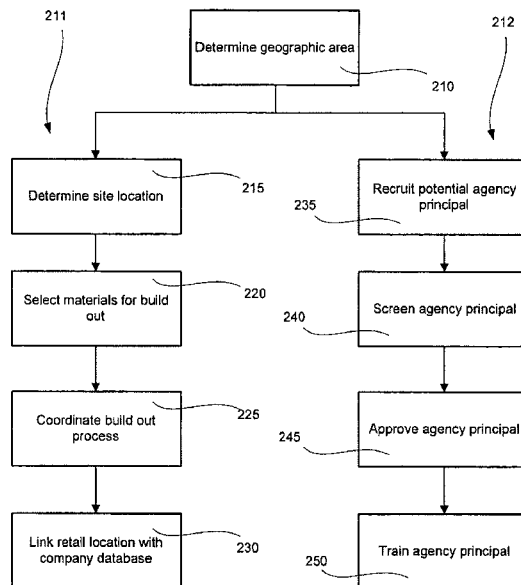 211
Determine geographic area
212
210
Determine site location
215
Recruit potential agency
principal
235
Select materials for build
out
220
Screen agency principal
240
Coordinate build out
process
225
Approve agency principal
245
Link retail location with
company database
230
Train agency principal
250